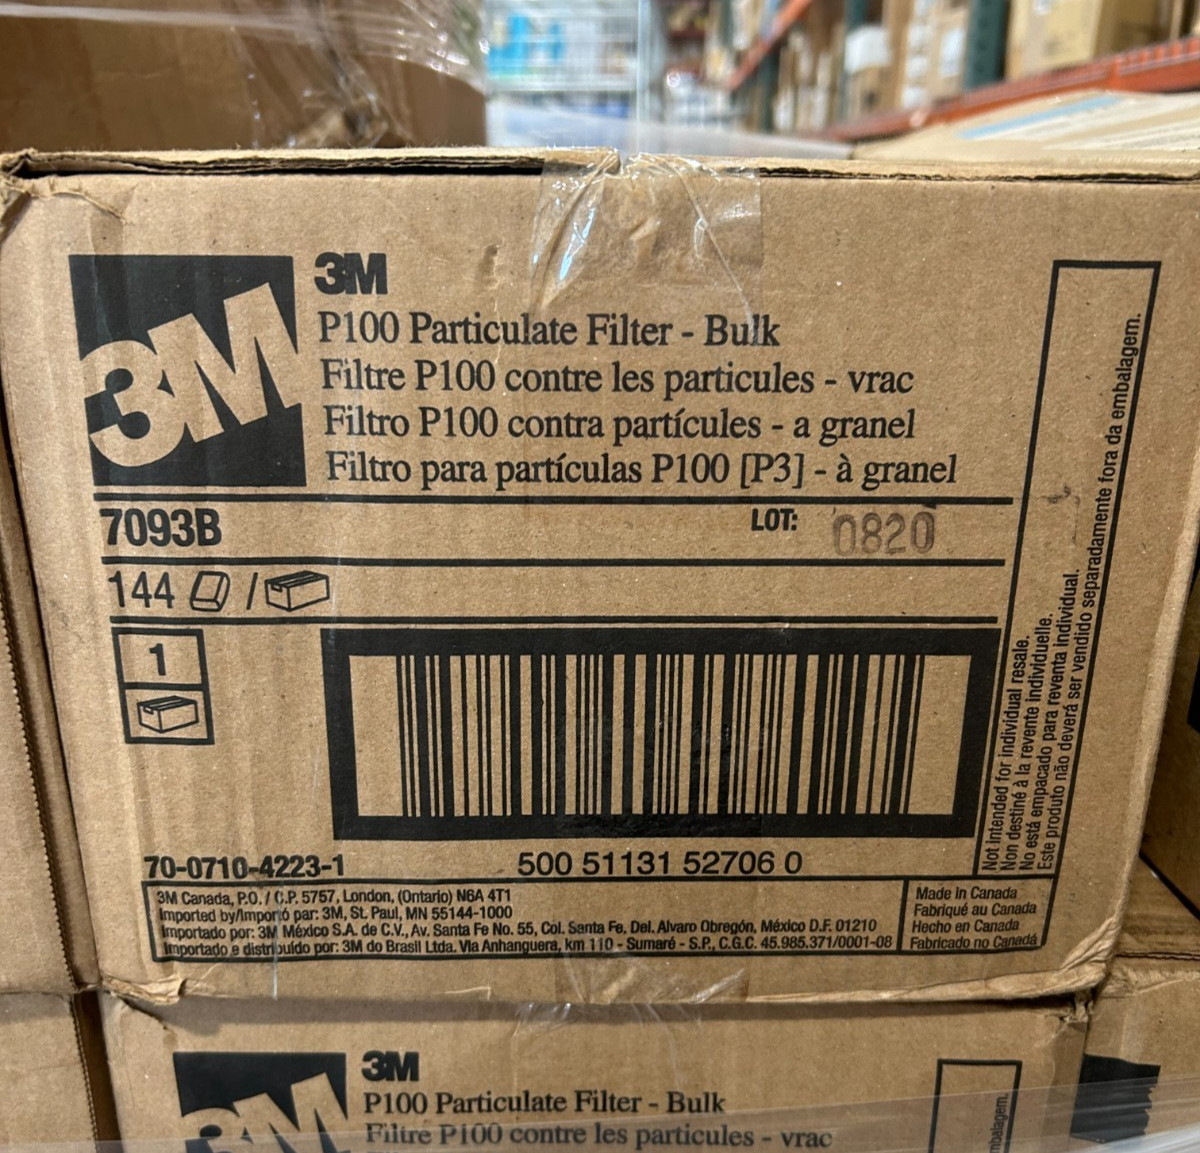 3M
3M
P100 Particulate Filter - Bulk
Filtre P100 contre les particules - vrac
Filtro P100 contra partícules - a granel
Filtro para partículas P100 [P3] - à granel
7093B
LOT: 0820
144 /
1
70-0710-4223-1
500 51131 52706 0
3M Canada, P.O. / C.P. 5757, London, (Ontario) N6A 4T1
Imported by/Importó par: 3M, St. Paul, MN 55144-1000
Importado por: 3M México S.A. de C.V., Av. Santa Fe No. 55, Col. Santa Fe, Del. Alvaro Obregón, México D.F. 01210
Importado e distribuído por: 3M do Brasil Ltda. Via Anhanguera, km 110 - Sumaré - S.P., C.G.C. 45.985.371/0001-08
Made in Canada
Fabriqué au Canada
Hecho en Canada
Fabricado no Canadá
Not intended for individual resale.
Non destiné à la revente individuelle.
No está empacado para reventa individual.
Este produto não deverá ser vendido separadamente fora da embalagem.
3M
3M
P100 Particulate Filter - Bulk
Filtre P100 contre les particules - vrac
embalagem.